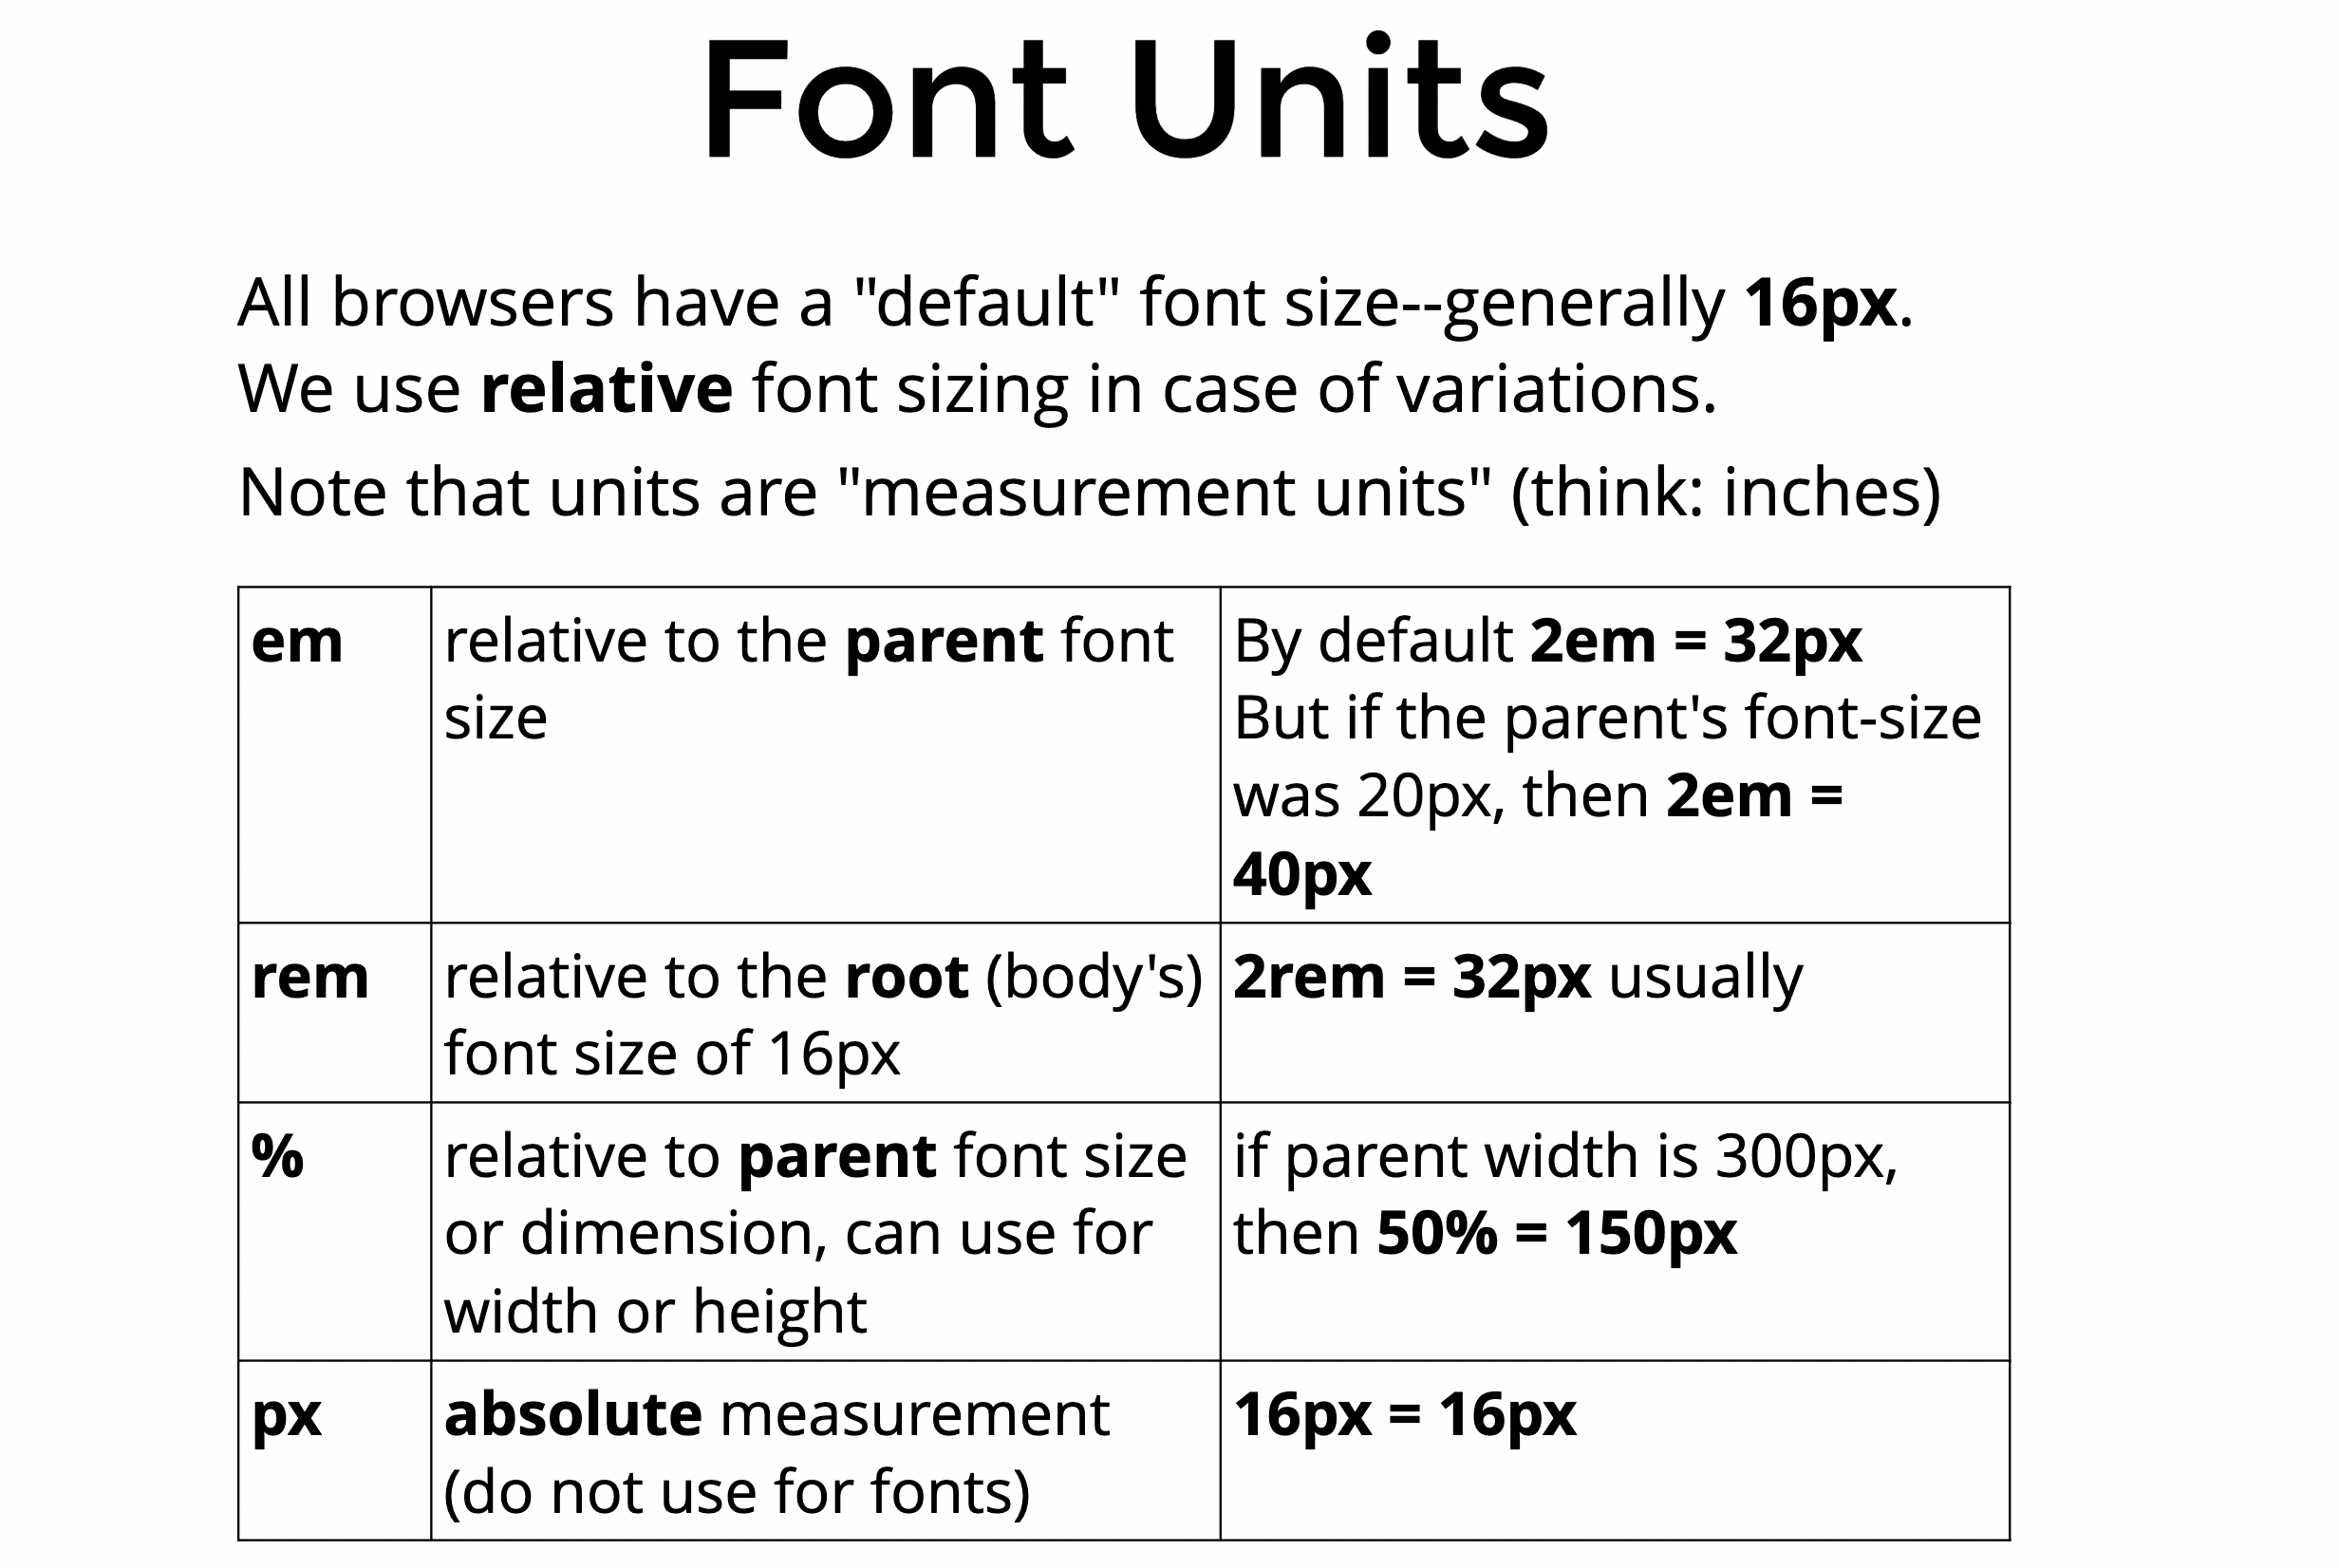 Font Units
All browsers have a "default" font size--generally 16px.
We use relative font sizing in case of variations.
Note that units are "measurement units" (think: inches)
em
relative to the parent font
size
By default 2em = 32px
But if the parent's font-size
was 20px, then 2em =
40px
rem
relative to the root (body's)
font size of 16px
2rem = 32px usually
%
relative to parent font size
or dimension, can use for
width or height
if parent width is 300px,
then 50% = 150px
px
absolute measurement
(do not use for fonts)
16px = 16px